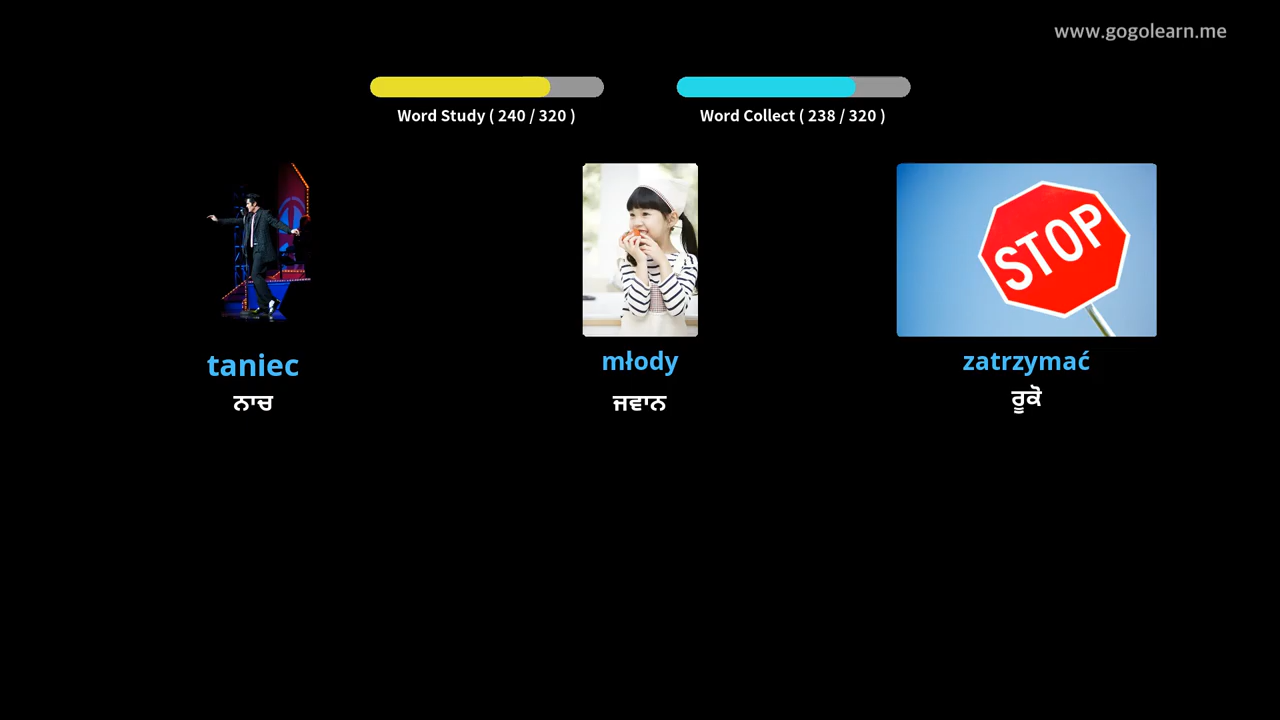 www.gogolearn.me
Word Study ( 240 / 320 )
Word Collect ( 238 / 320 )
STOP
taniec
młody
zatrzymać
ਨਾਚ
ਜਵਾਨ
ਰੂਕੋ